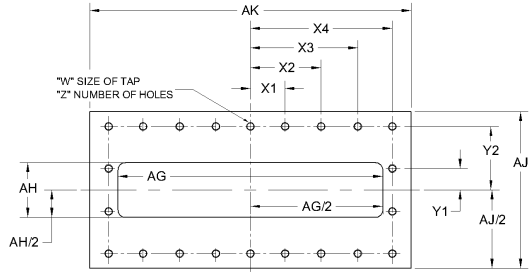 AK
X4
X3
X2
"W" SIZE OF TAP
"Z" NUMBER OF HOLES
X1
Y2
AJ
AH
AG
AG/2
Y1
AJ/2
AH/2